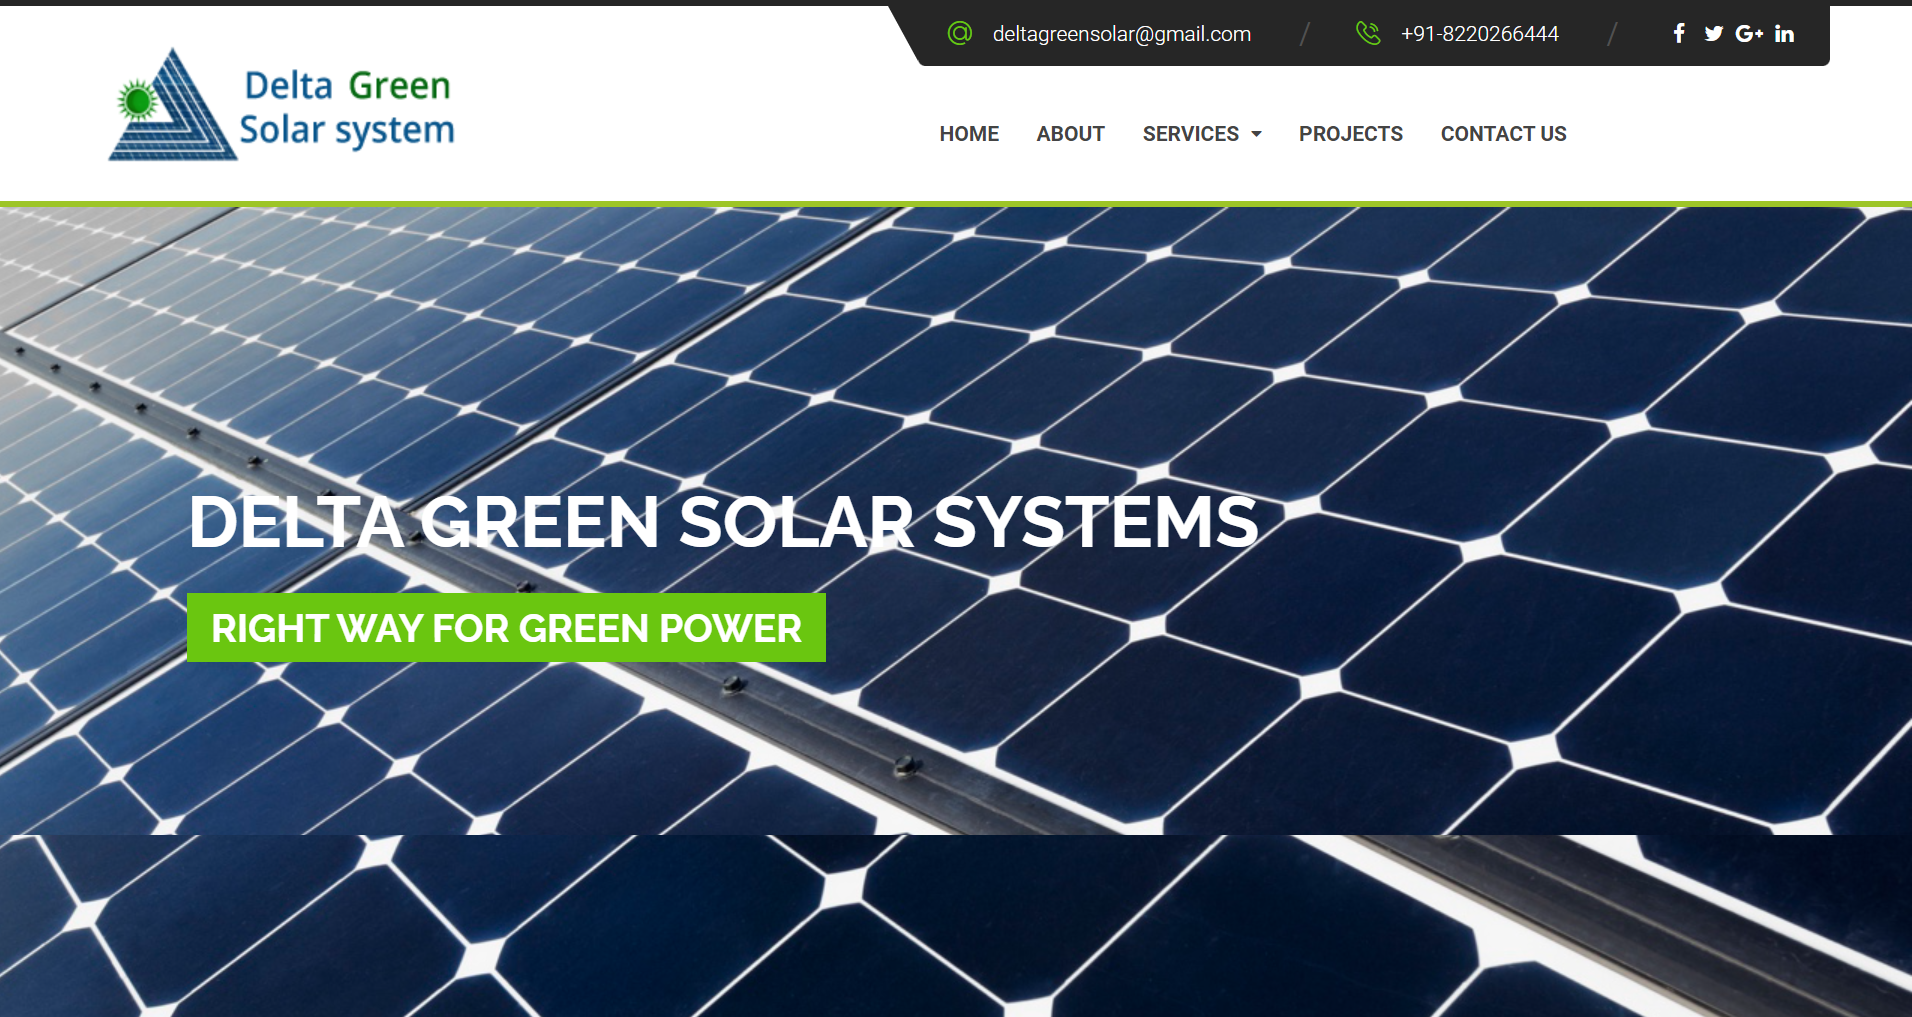 deltagreensolar@gmail.com / +91-8220266444 /
Delta Green
Solar system
HOME ABOUT SERVICES PROJECTS CONTACT US
DELTA GREEN SOLAR SYSTEMS
RIGHT WAY FOR GREEN POWER